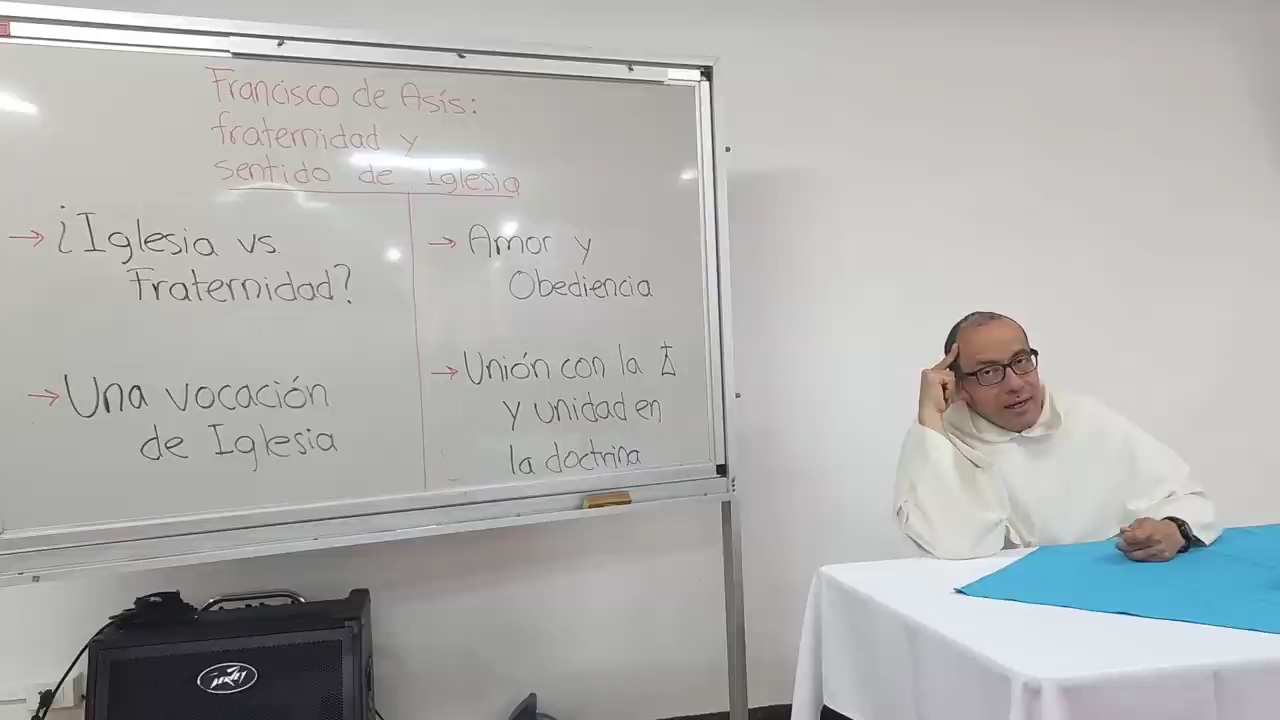 Francisco de Asís:
fraternidad y
sentido de Iglesia
→ ¿Iglesia vs.
Fraternidad?
→ Una vocación
de Iglesia
→ Amor y
Obediencia
→ Unión con la
y unidad en
la doctrina
PEAVEY